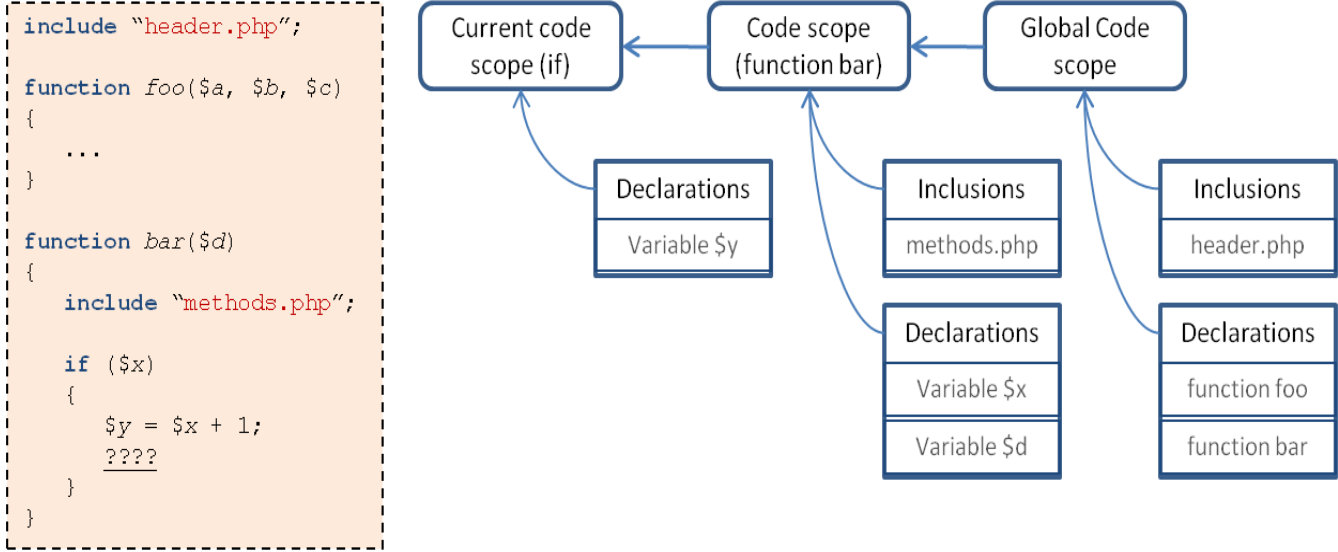 include “header.php”;
function foo($a, $b, $c)
{
...
}
function bar($d)
{
include “methods.php”;
if ($x)
{
$y = $x + 1;
????
}
}
Current code
scope (if)
Code scope
(function bar)
Global Code
scope
Declarations
Variable $y
Inclusions
methods.php
Inclusions
header.php
Declarations
Variable $x
Variable $d
Declarations
function foo
function bar